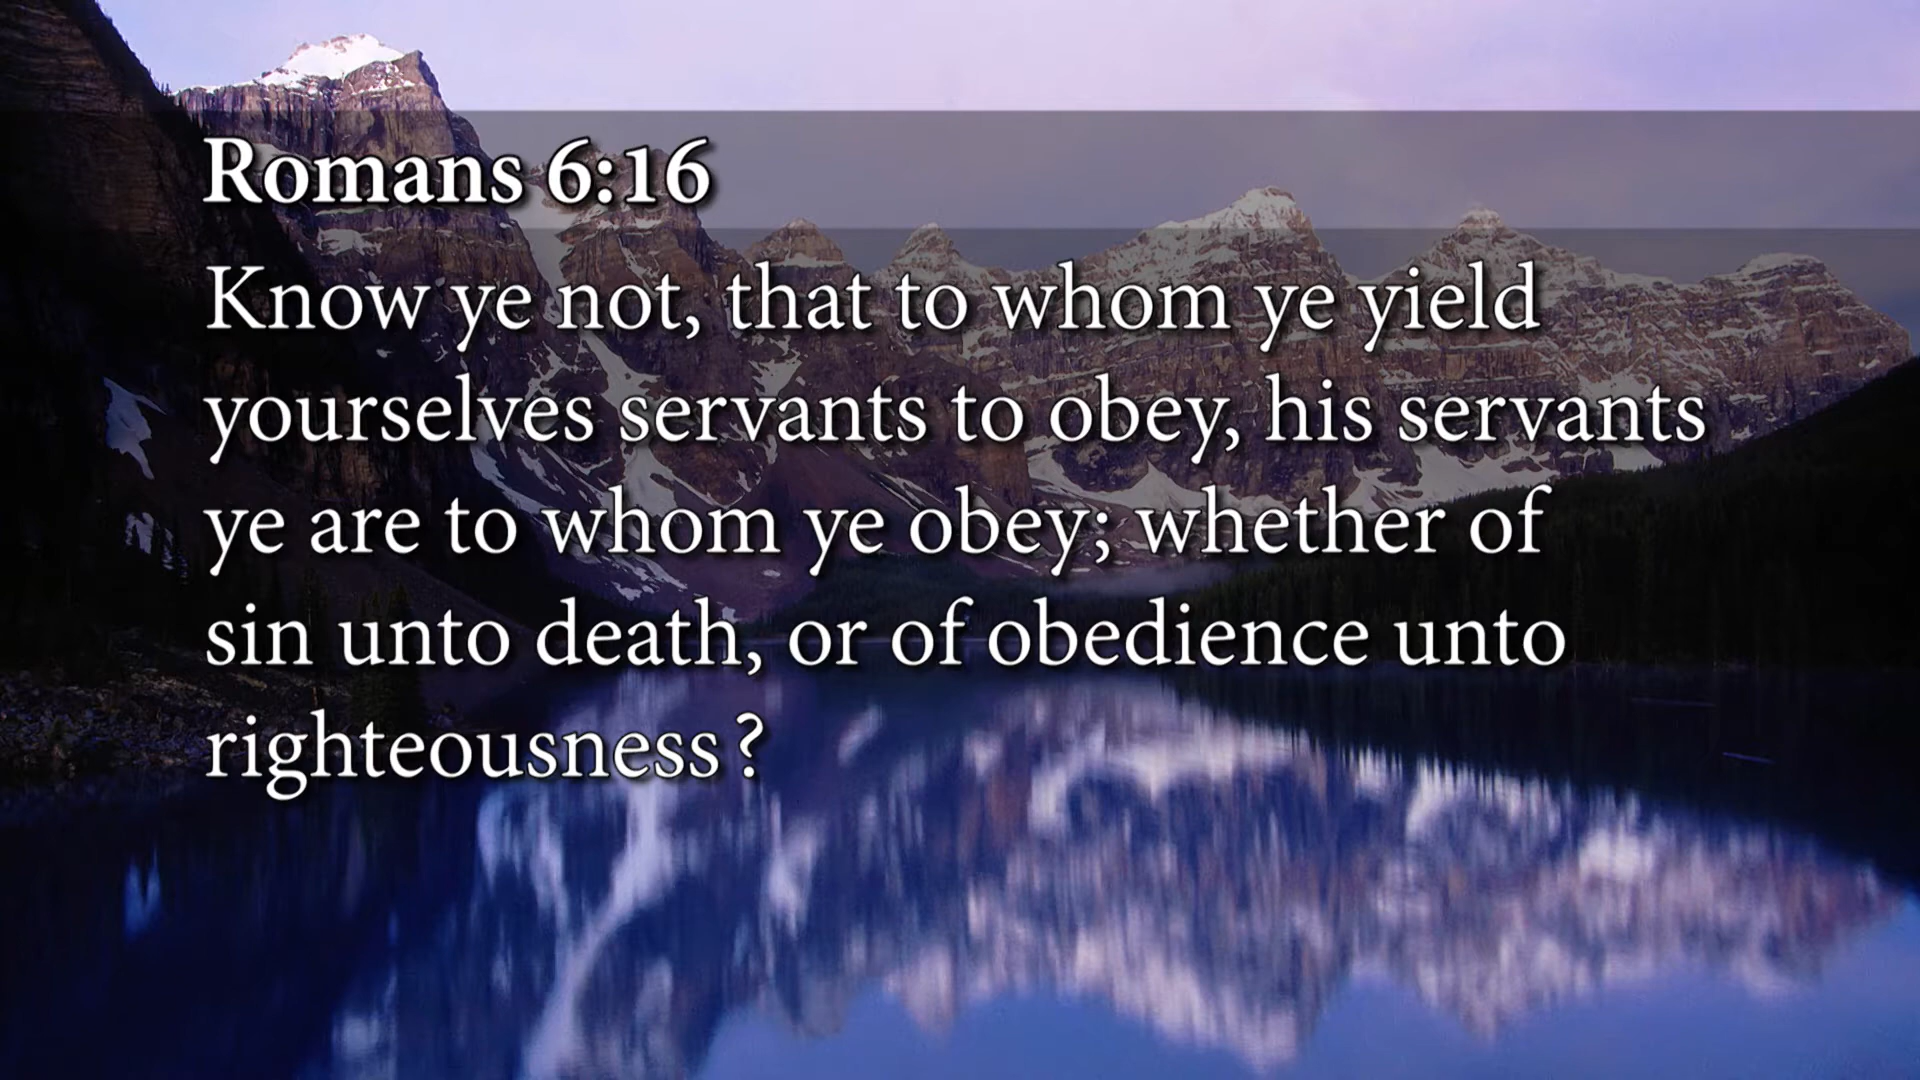 Romans 6:16
Know ye not, that to whom ye yield
yourselves servants to obey, his servants
ye are to whom ye obey; whether of
sin unto death, or of obedience unto
righteousness?